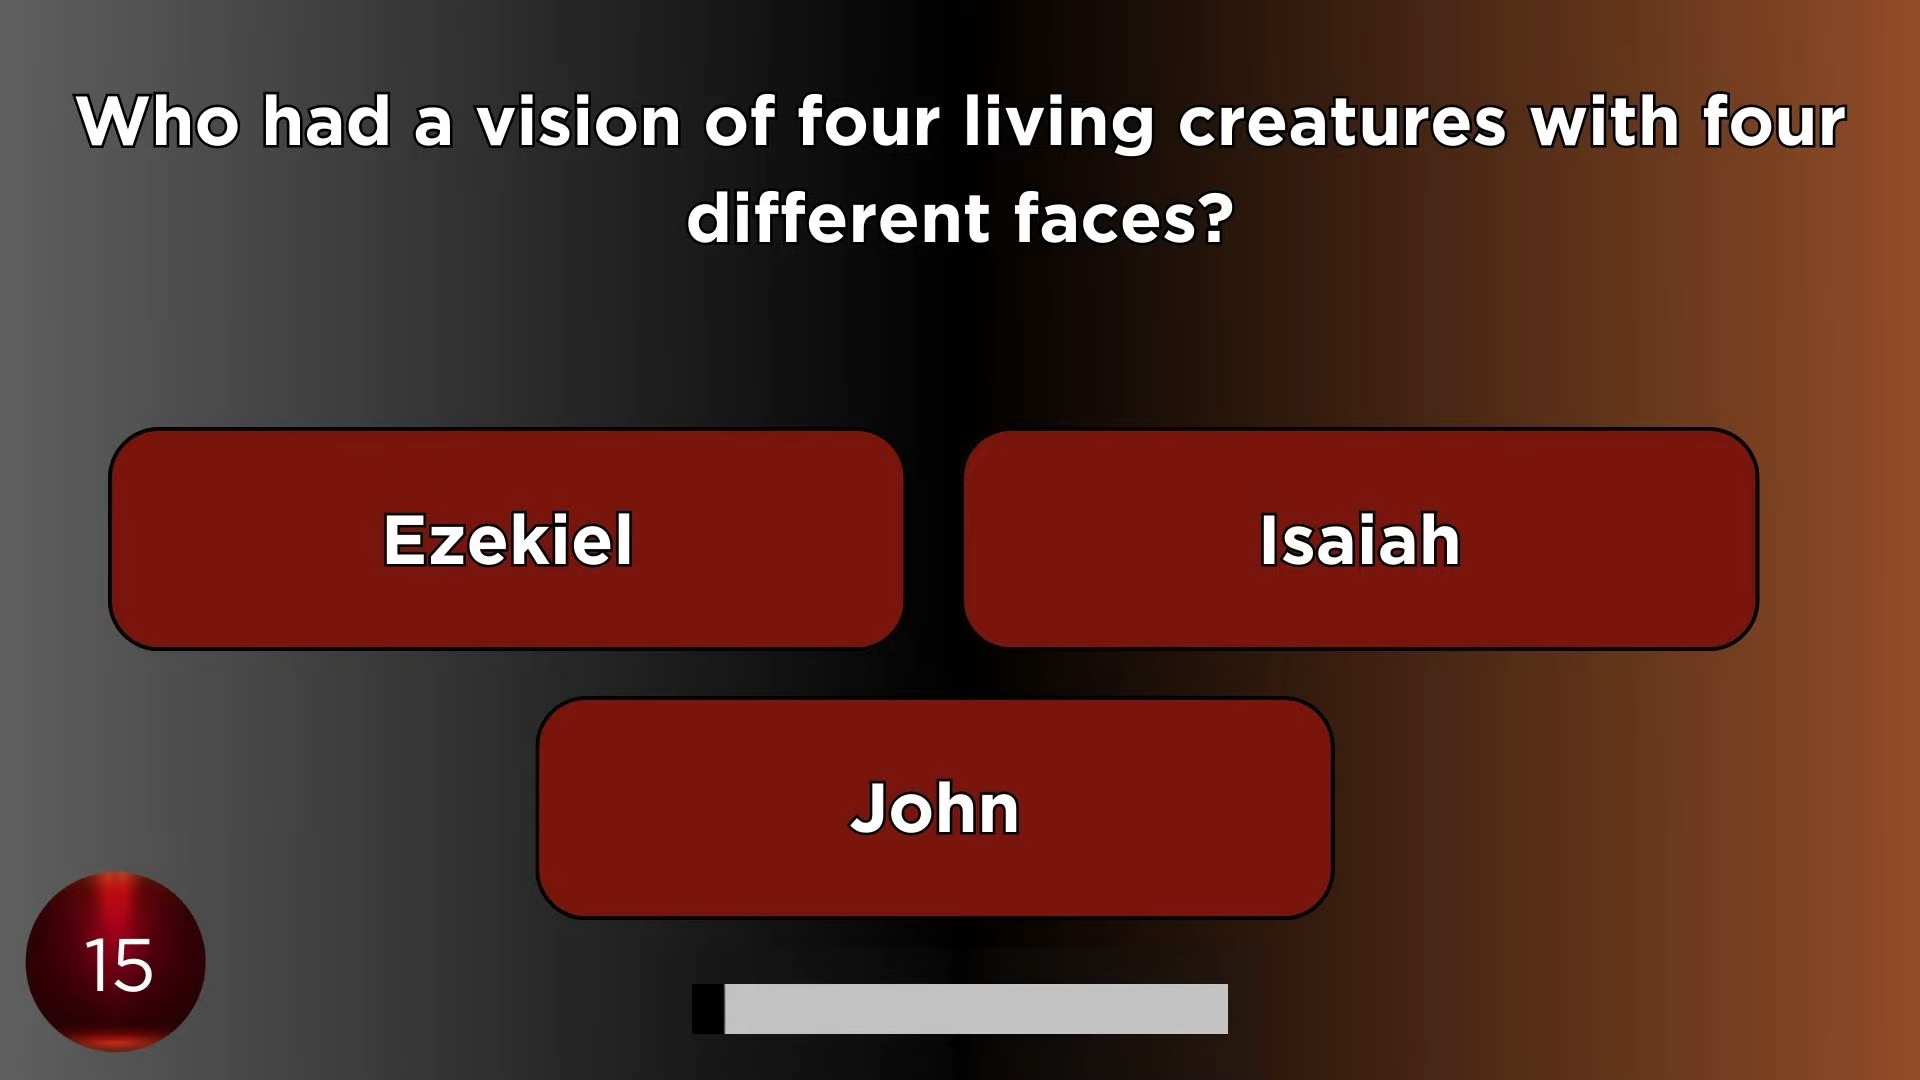 Who had a vision of four living creatures with four
different faces?
Ezekiel
Isaiah
John
15